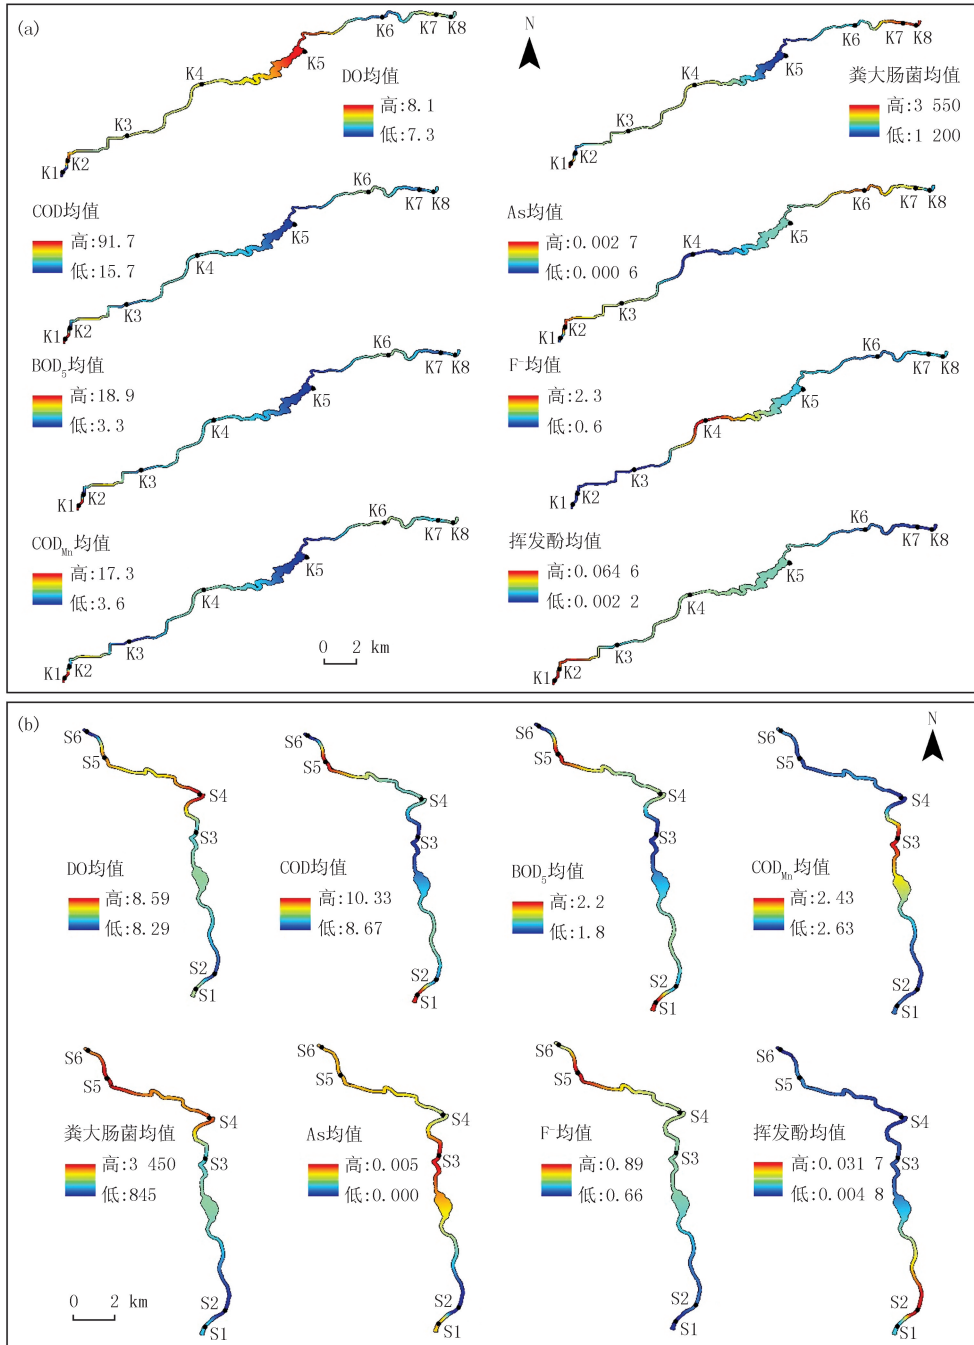 (a)
K1
K2
K3
K4
K5
K6
K7
K8
DO均值
高:8.1
低:7.3
N
K1
K2
K3
K4
K5
K6
K7
K8
粪大肠菌均值
高:3 550
低:1 200
K1
K2
K3
K4
K5
K6
K7
K8
COD均值
高:91.7
低:15.7
K1
K2
K3
K4
K5
K6
K7
K8
As均值
高:0.002 7
低:0.000 6
K1
K2
K3
K4
K5
K6
K7
K8
BOD₅均值
高:18.9
低:3.3
K1
K2
K3
K4
K5
K6
K7
K8
F⁻均值
高:2.3
低:0.6
K1
K2
K3
K4
K5
K6
K7
K8
COD_Mn均值
高:17.3
低:3.6
0 2 km
K1
K2
K3
K4
K5
K6
K7
K8
挥发酚均值
高:0.064 6
低:0.002 2
(b)
N
S6
S5
S4
S3
S2
S1
DO均值
高:8.59
低:8.29
S6
S5
S4
S3
S2
S1
COD均值
高:10.33
低:8.67
S6
S5
S4
S3
S2
S1
BOD₅均值
高:2.2
低:1.8
S6
S5
S4
S3
S2
S1
COD_Mn均值
高:2.43
低:2.63
S6
S5
S4
S3
S2
S1
粪大肠菌均值
高:3 450
低:845
0 2 km
S6
S5
S4
S3
S2
S1
As均值
高:0.005
低:0.000
S6
S5
S4
S3
S2
S1
F⁻均值
高:0.89
低:0.66
S6
S5
S4
S3
S2
S1
挥发酚均值
高:0.031 7
低:0.004 8